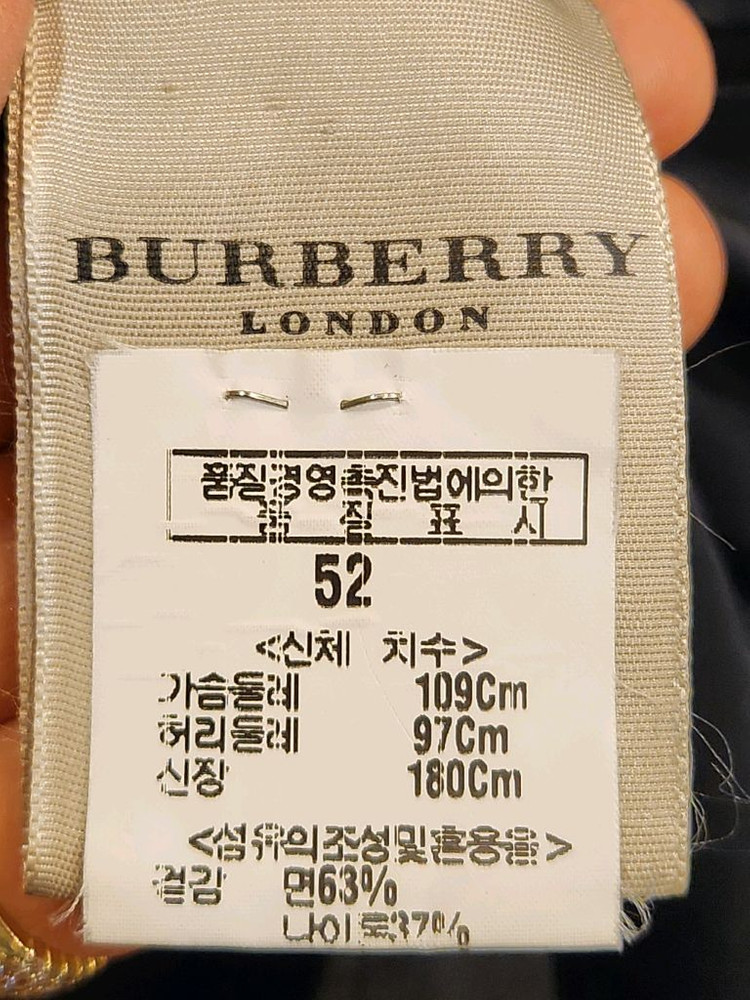 BURBERRY
LONDON
품질경영촉진법에의한
품 질 표 시
52
<신체 치수>
가슴둘레 109Cm
허리둘레 97Cm
신장 180Cm
<섬유의조성및혼용율>
겉감 면63%
나이론37%